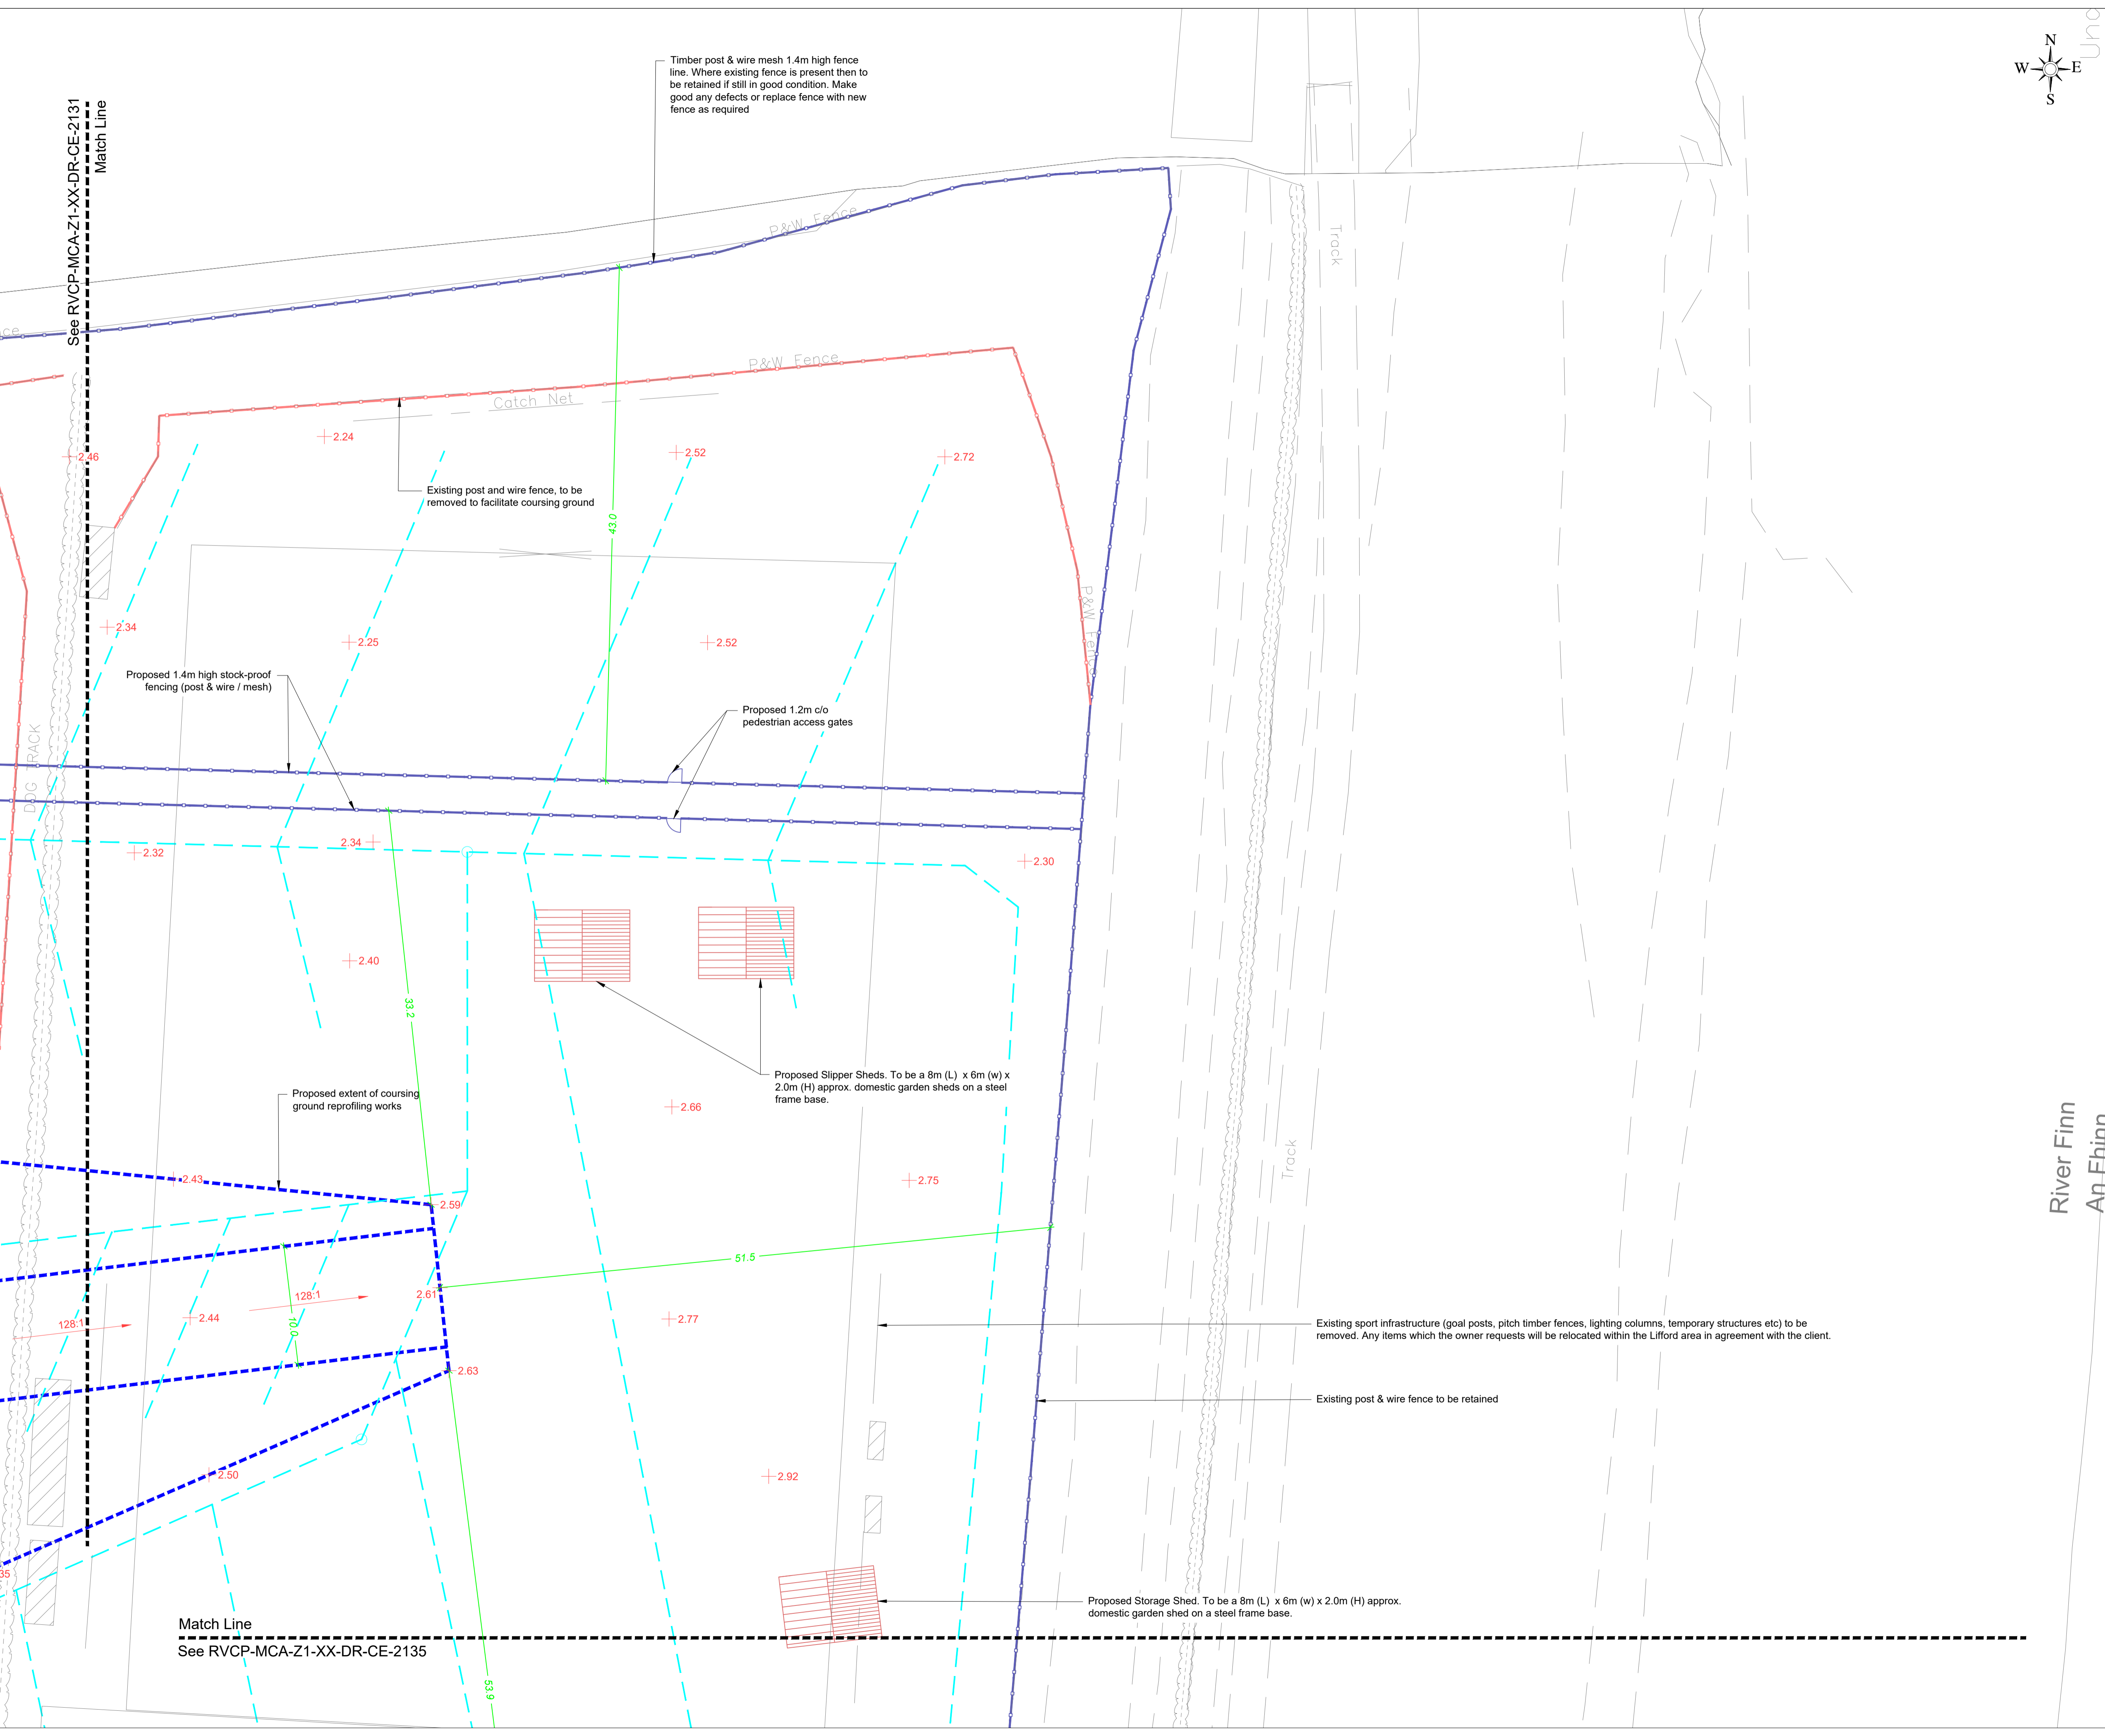 Timber post & wire mesh 1.4m high fence
line. Where existing fence is present then to
be retained if still in good condition. Make
good any defects or replace fence with new
fence as required
N
W
E
S
See RVCP-MCA-Z1-XX-DR-CE-2131
Match Line
P&W Fence
Track
P&W Fence
Catch Net
2.24
2.46
2.52
2.72
Existing post and wire fence, to be
removed to facilitate coursing ground
43.0
P&W Fence
2.34
2.25
2.52
Proposed 1.4m high stock-proof
fencing (post & wire / mesh)
Proposed 1.2m c/o
pedestrian access gates
DOG TRACK
2.32
2.34
2.30
2.40
33.2
Proposed Slipper Sheds. To be a 8m (L) x 6m (w) x
2.0m (H) approx. domestic garden sheds on a steel
frame base.
Proposed extent of coursing
ground reprofiling works
2.66
Track
River Finn
An Fhinn
2.43
2.59
2.75
51.5
2.61
128:1
128:1
10.0
2.44
2.77
Existing sport infrastructure (goal posts, pitch timber fences, lighting columns, temporary structures etc) to be
removed. Any items which the owner requests will be relocated within the Lifford area in agreement with the client.
2.63
Existing post & wire fence to be retained
2.50
2.92
35
Proposed Storage Shed. To be a 8m (L) x 6m (w) x 2.0m (H) approx.
domestic garden shed on a steel frame base.
Match Line
See RVCP-MCA-Z1-XX-DR-CE-2135
53.9